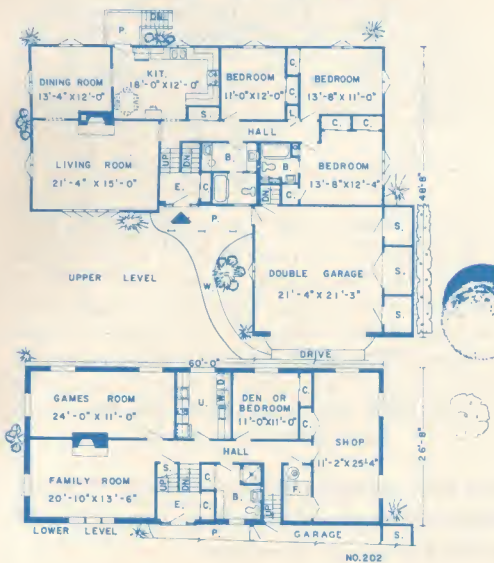 P.
DN.
DINING ROOM
13'-4" X 12'-0"
KIT.
18'-0" X 12'-0"
S.
BEDROOM
11'-0" X 12'-0"
C.
C.
L.
BEDROOM
13'-8" X 11'-0"
C.
C.
HALL
LIVING ROOM
21'-4" X 15'-0"
UP
DN.
E.
C.
B.
B.
DN.
C.
BEDROOM
13'-8" X 12'-4"
48'-8"
P.
W.
UPPER LEVEL
DOUBLE GARAGE
21'-4" X 21'-3"
S.
S.
S.
DRIVE
60'-0"
GAMES ROOM
24'-0" X 11'-0"
U.
W.
D.
DEN OR
BEDROOM
11'-0" X 11'-0"
C.
C.
SHOP
11'-2" X 25'-4"
26'-8"
HALL
FAMILY ROOM
20'-10" X 13'-6"
S.
UP
DN.
E.
C.
C.
B.
UP
F.
LOWER LEVEL
P.
GARAGE
S.
NO. 202